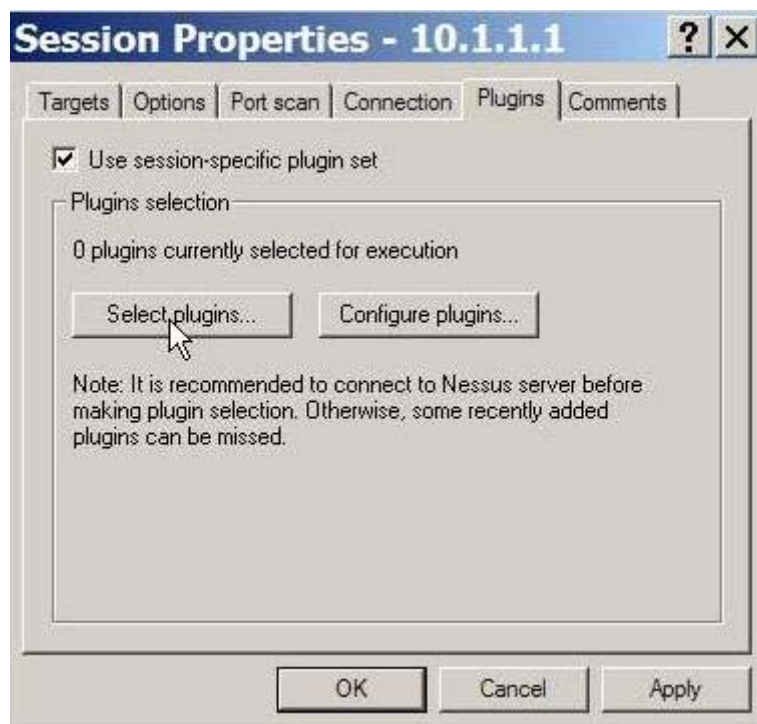 Session Properties - 10.1.1.1
Targets Options Port scan Connection Plugins Comments
Use session-specific plugin set
Plugins selection
0 plugins currently selected for execution
Select plugins... Configure plugins...
Note: It is recommended to connect to Nessus server before
making plugin selection. Otherwise, some recently added
plugins can be missed.
OK Cancel Apply